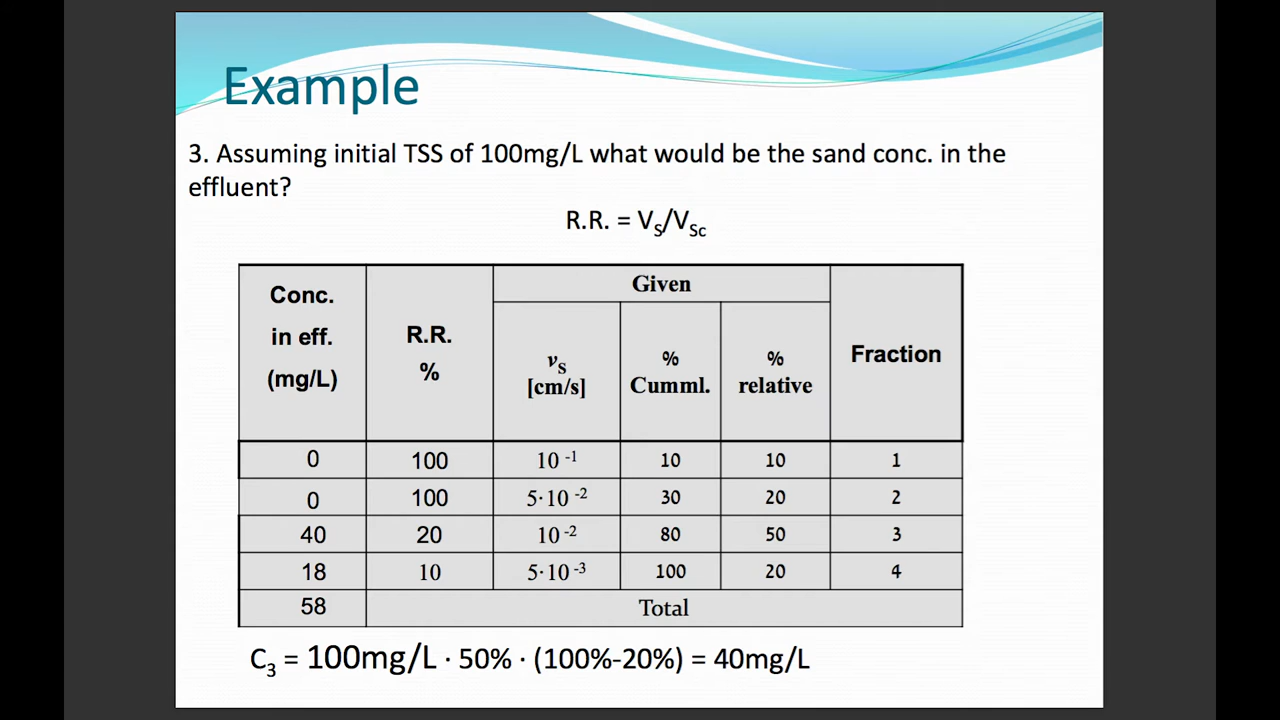 Example
3. Assuming initial TSS of 100mg/L what would be the sand conc. in the
effluent?
R.R. = VS/VSc
Conc.
in eff.
(mg/L)
R.R.
%
Given
vS
[cm/s]
%
Cumml.
%
relative
Fraction
0 100 10 -1 10 10 1
0 100 5·10 -2 30 20 2
40 20 10 -2 80 50 3
18 10 5·10 -3 100 20 4
58 Total
C3 = 100mg/L · 50% · (100%-20%) = 40mg/L